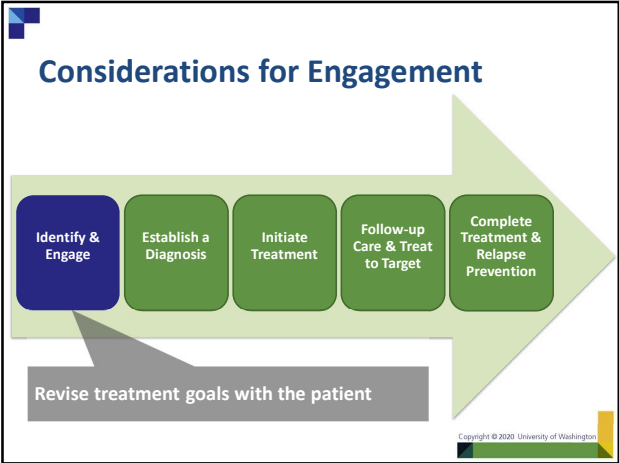 Considerations for Engagement
Identify &
Engage
Establish a
Diagnosis
Initiate
Treatment
Follow-up
Care & Treat
to Target
Complete
Treatment &
Relapse
Prevention
Revise treatment goals with the patient
Copyright © 2020 University of Washington